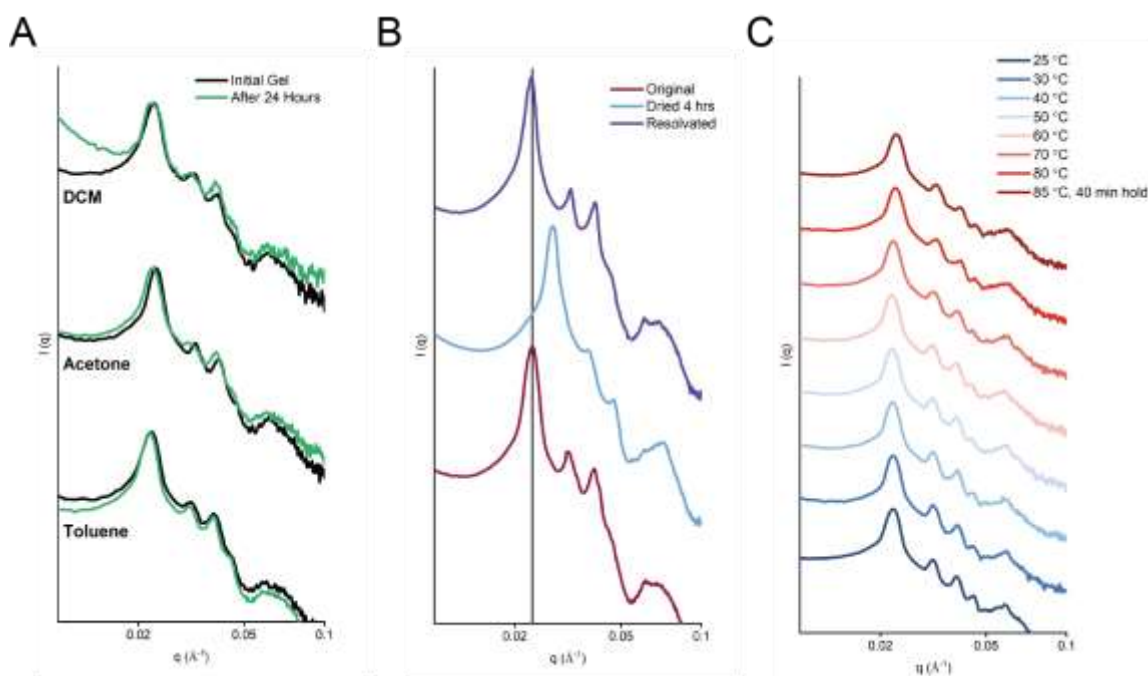 A
Initial Gel
After 24 Hours
DCM
Acetone
Toluene
I (q)
0.02
0.05
0.1
q (Å⁻¹)
B
Original
Dried 4 hrs
Resolvated
I (q)
0.02
0.05
0.1
q (Å⁻¹)
C
25 °C
30 °C
40 °C
50 °C
60 °C
70 °C
80 °C
85 °C, 40 min hold
I (q)
0.02
0.05
0.1
q (Å⁻¹)